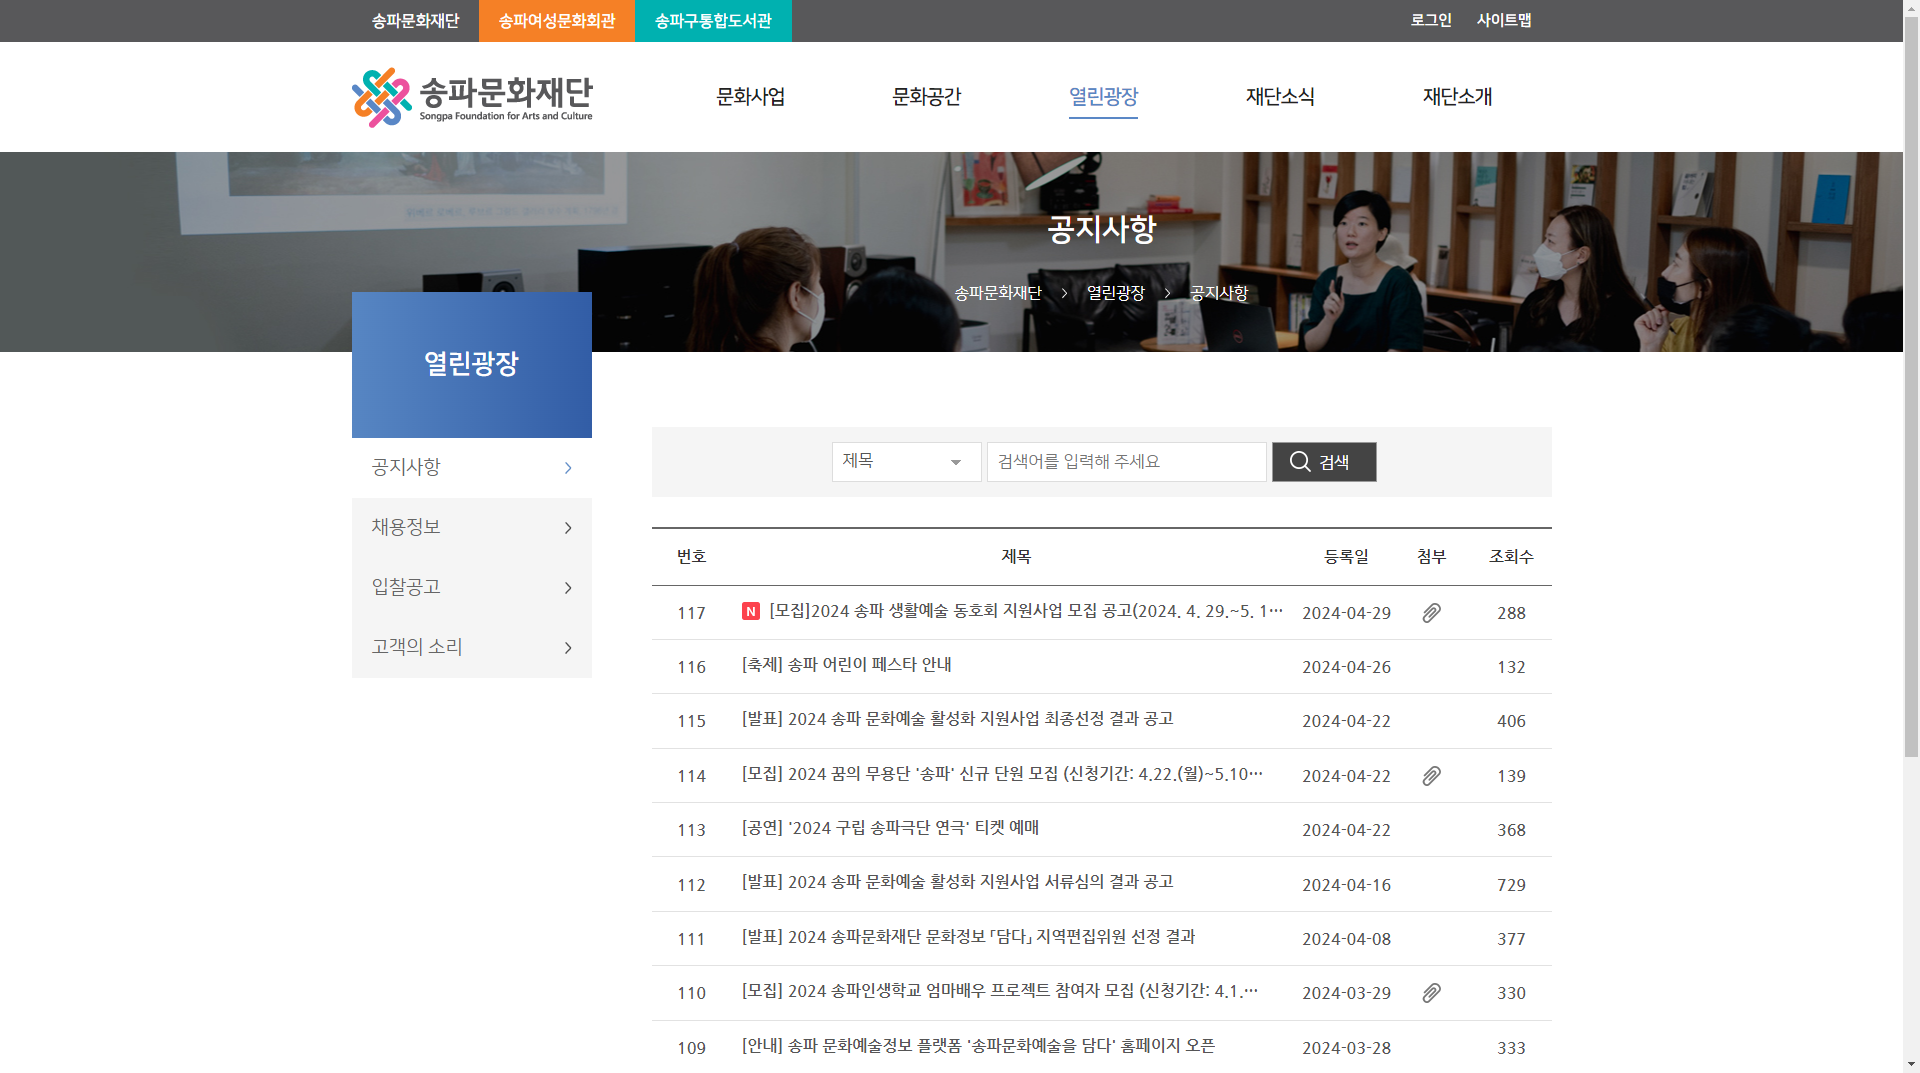 송파문화재단 송파여성문화회관 송파구통합도서관 로그인 사이트맵
송파문화재단
Songpa Foundation for Arts and Culture
문화사업 문화공간 열린광장 재단소식 재단소개
공지사항
송파문화재단 > 열린광장 > 공지사항
열린광장
공지사항
채용정보
입찰공고
고객의 소리
제목 검색어를 입력해 주세요 검색
번호 제목 등록일 첨부 조회수
117 N [모집]2024 송파 생활예술 동호회 지원사업 모집 공고(2024. 4. 29.~5. 1… 2024-04-29 288
116 [축제] 송파 어린이 페스타 안내 2024-04-26 132
115 [발표] 2024 송파 문화예술 활성화 지원사업 최종선정 결과 공고 2024-04-22 406
114 [모집] 2024 꿈의 무용단 '송파' 신규 단원 모집 (신청기간: 4.22.(월)~5.10… 2024-04-22 139
113 [공연] '2024 구립 송파극단 연극' 티켓 예매 2024-04-22 368
112 [발표] 2024 송파 문화예술 활성화 지원사업 서류심의 결과 공고 2024-04-16 729
111 [발표] 2024 송파문화재단 문화정보 「담다」 지역편집위원 선정 결과 2024-04-08 377
110 [모집] 2024 송파인생학교 엄마배우 프로젝트 참여자 모집 (신청기간: 4.1.… 2024-03-29 330
109 [안내] 송파 문화예술정보 플랫폼 '송파문화예술을 담다' 홈페이지 오픈 2024-03-28 333